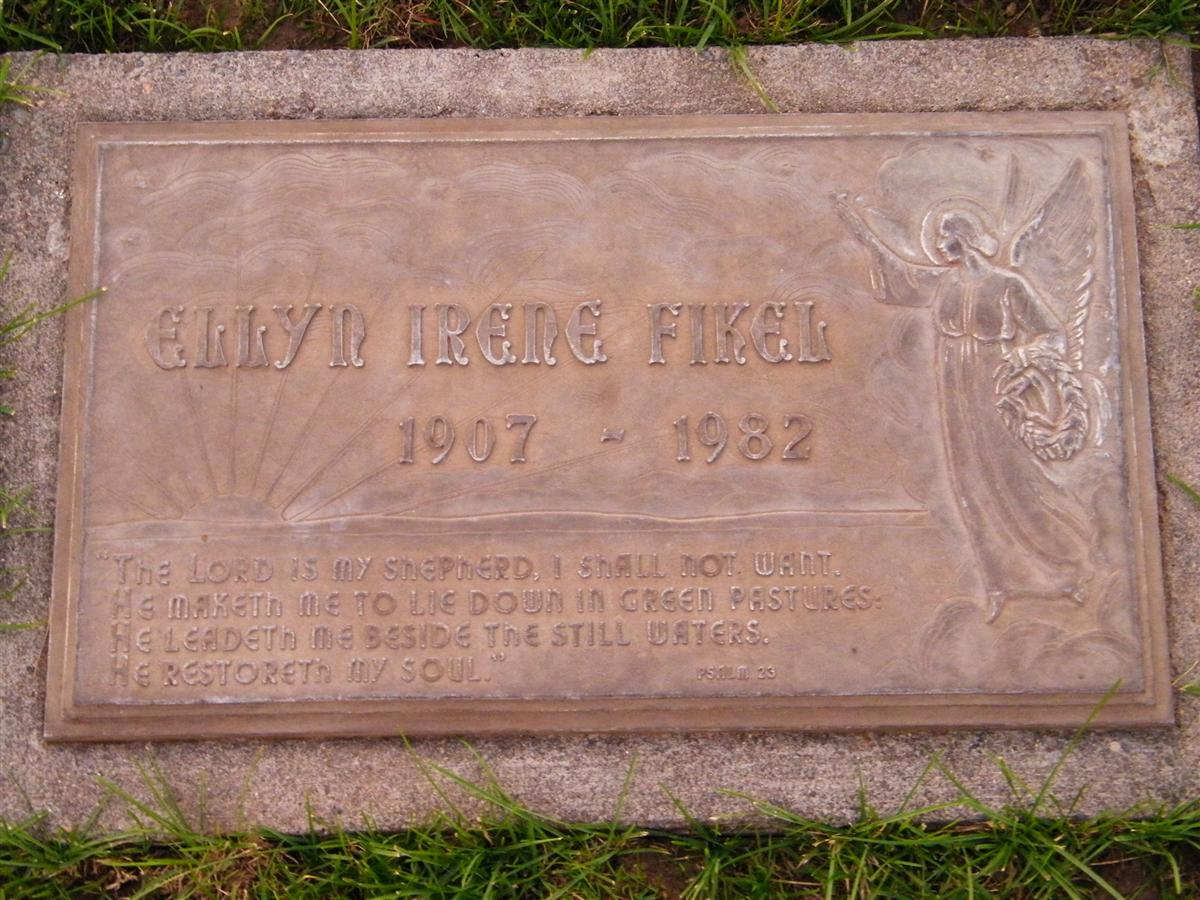 Ellyn Irene Fikel
1907 - 1982
"The Lord is my shepherd, I shall not want.
He maketh me to lie down in green pastures:
He leadeth me beside the still waters.
He restoreth my soul."
Psalm 23